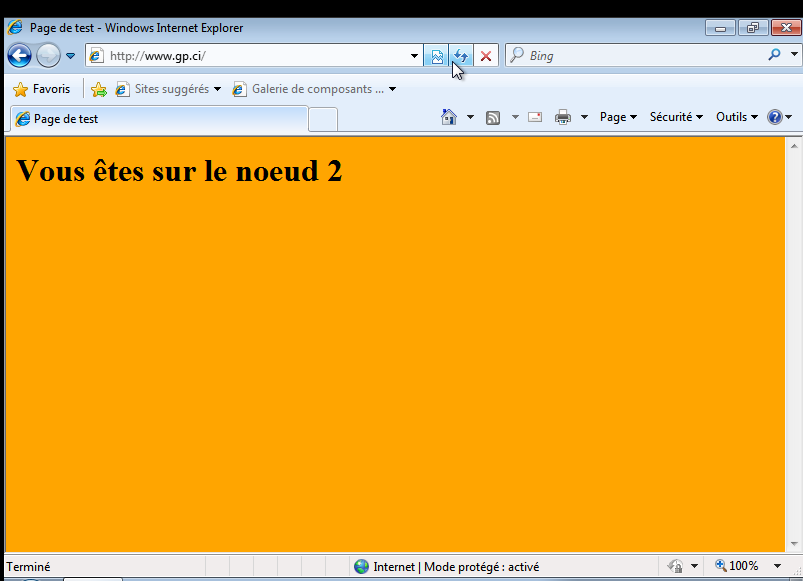 Page de test - Windows Internet Explorer
http://www.gp.ci/
Bing
Favoris
Sites suggérés
Galerie de composants ...
Page de test
Page
Sécurité
Outils
Vous êtes sur le noeud 2
Terminé
Internet | Mode protégé : activé
100%